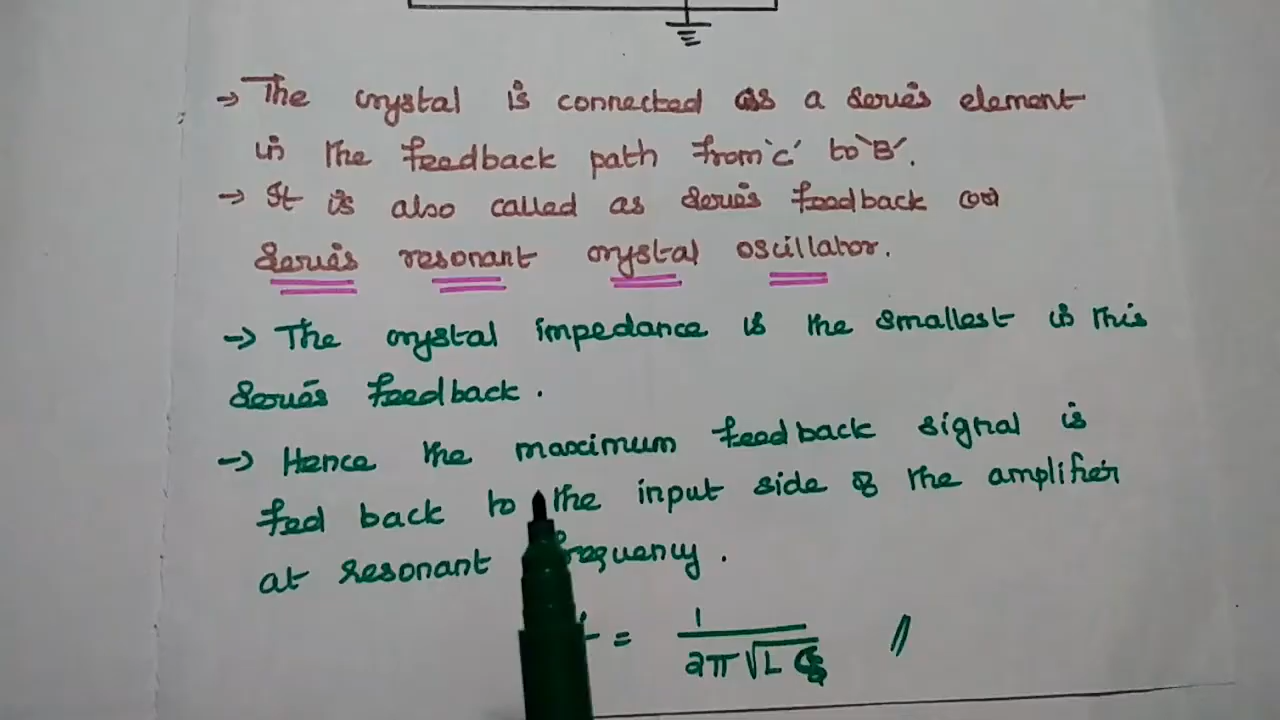 → The crystal is connected as a series element
in the feedback path from 'C' to 'B'.
→ It is also called as series feedback (or)
series resonant crystal oscillator.
→ The crystal impedance is the smallest in this
series feedback.
→ Hence the maximum feedback signal is
fed back to the input side of the amplifier
at resonant frequency.
= 1 / 2π√L C //